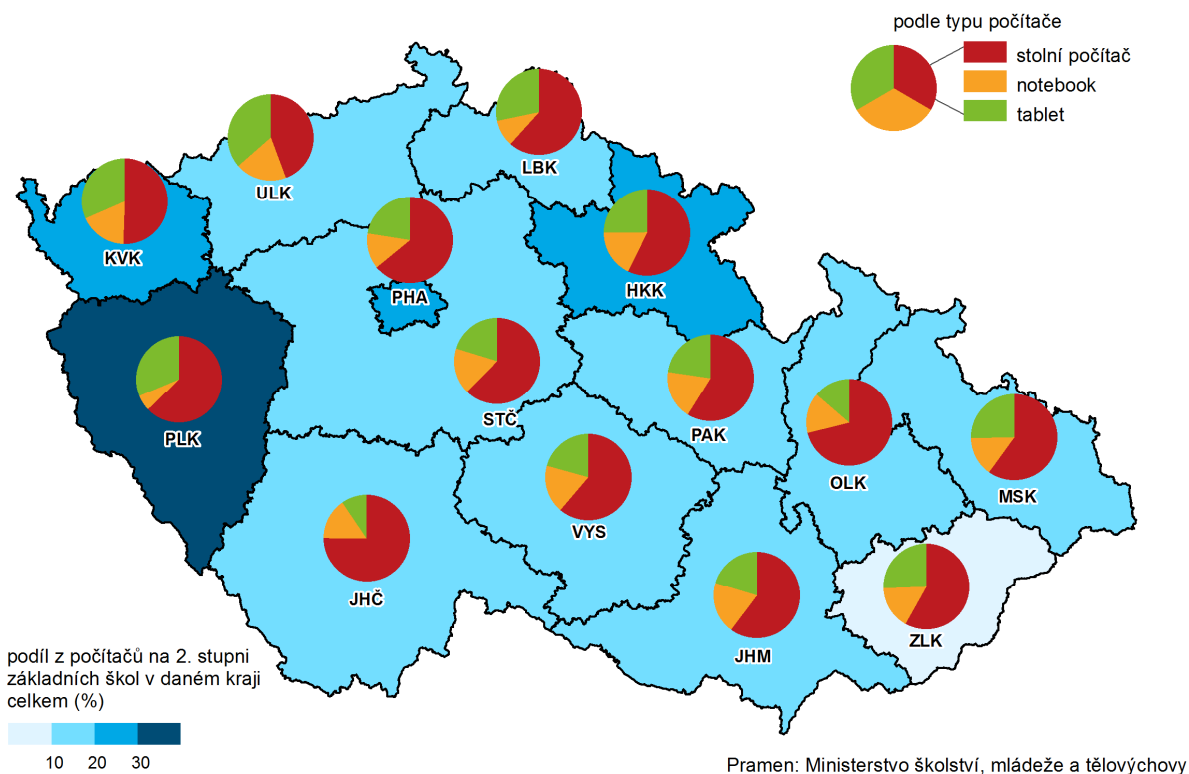 podle typu počítače
stolní počítač
notebook
tablet
LBK
ULK
KVK
HKK
PHA
STČ
PLK
PAK
OLK
MSK
VYS
JHČ
ZLK
JHM
podíl z počítačů na 2. stupni
základních škol v daném kraji
celkem (%)
10 20 30
Pramen: Ministerstvo školství, mládeže a tělovýchovy